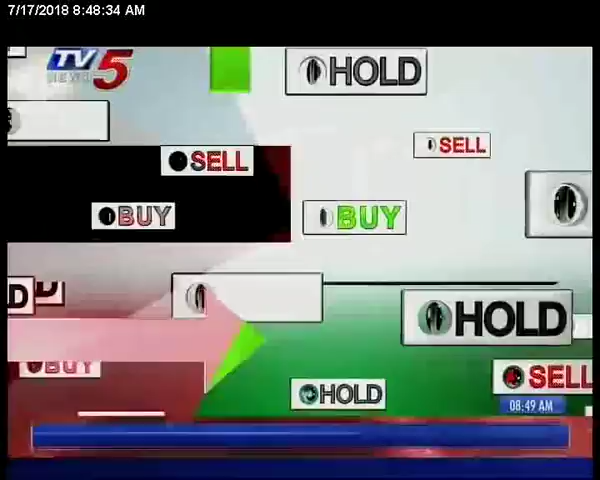 7/17/2018 8:48:34 AM
TV5
NEWS
HOLD
SELL
SELL
BUY
BUY
D
D
HOLD
BUY
SELL
HOLD
08:49 AM